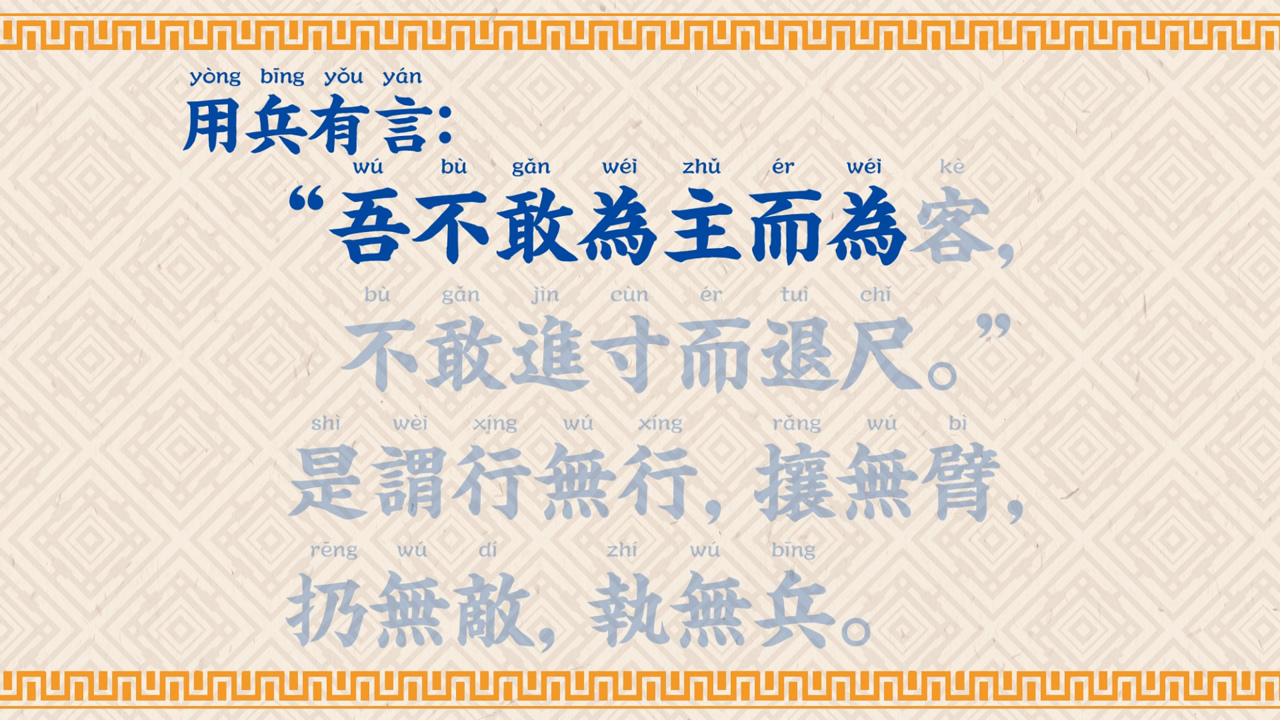 yòng bīng yǒu yán
用兵有言：
wú bù gǎn wéi zhǔ ér wéi kè
“吾不敢為主而為客，
bù gǎn jìn cùn ér tuì chǐ
不敢進寸而退尺。”
shì wèi xíng wú xíng rǎng wú bì
是謂行無行，攘無臂，
rēng wú dí zhí wú bīng
扔無敵，執無兵。